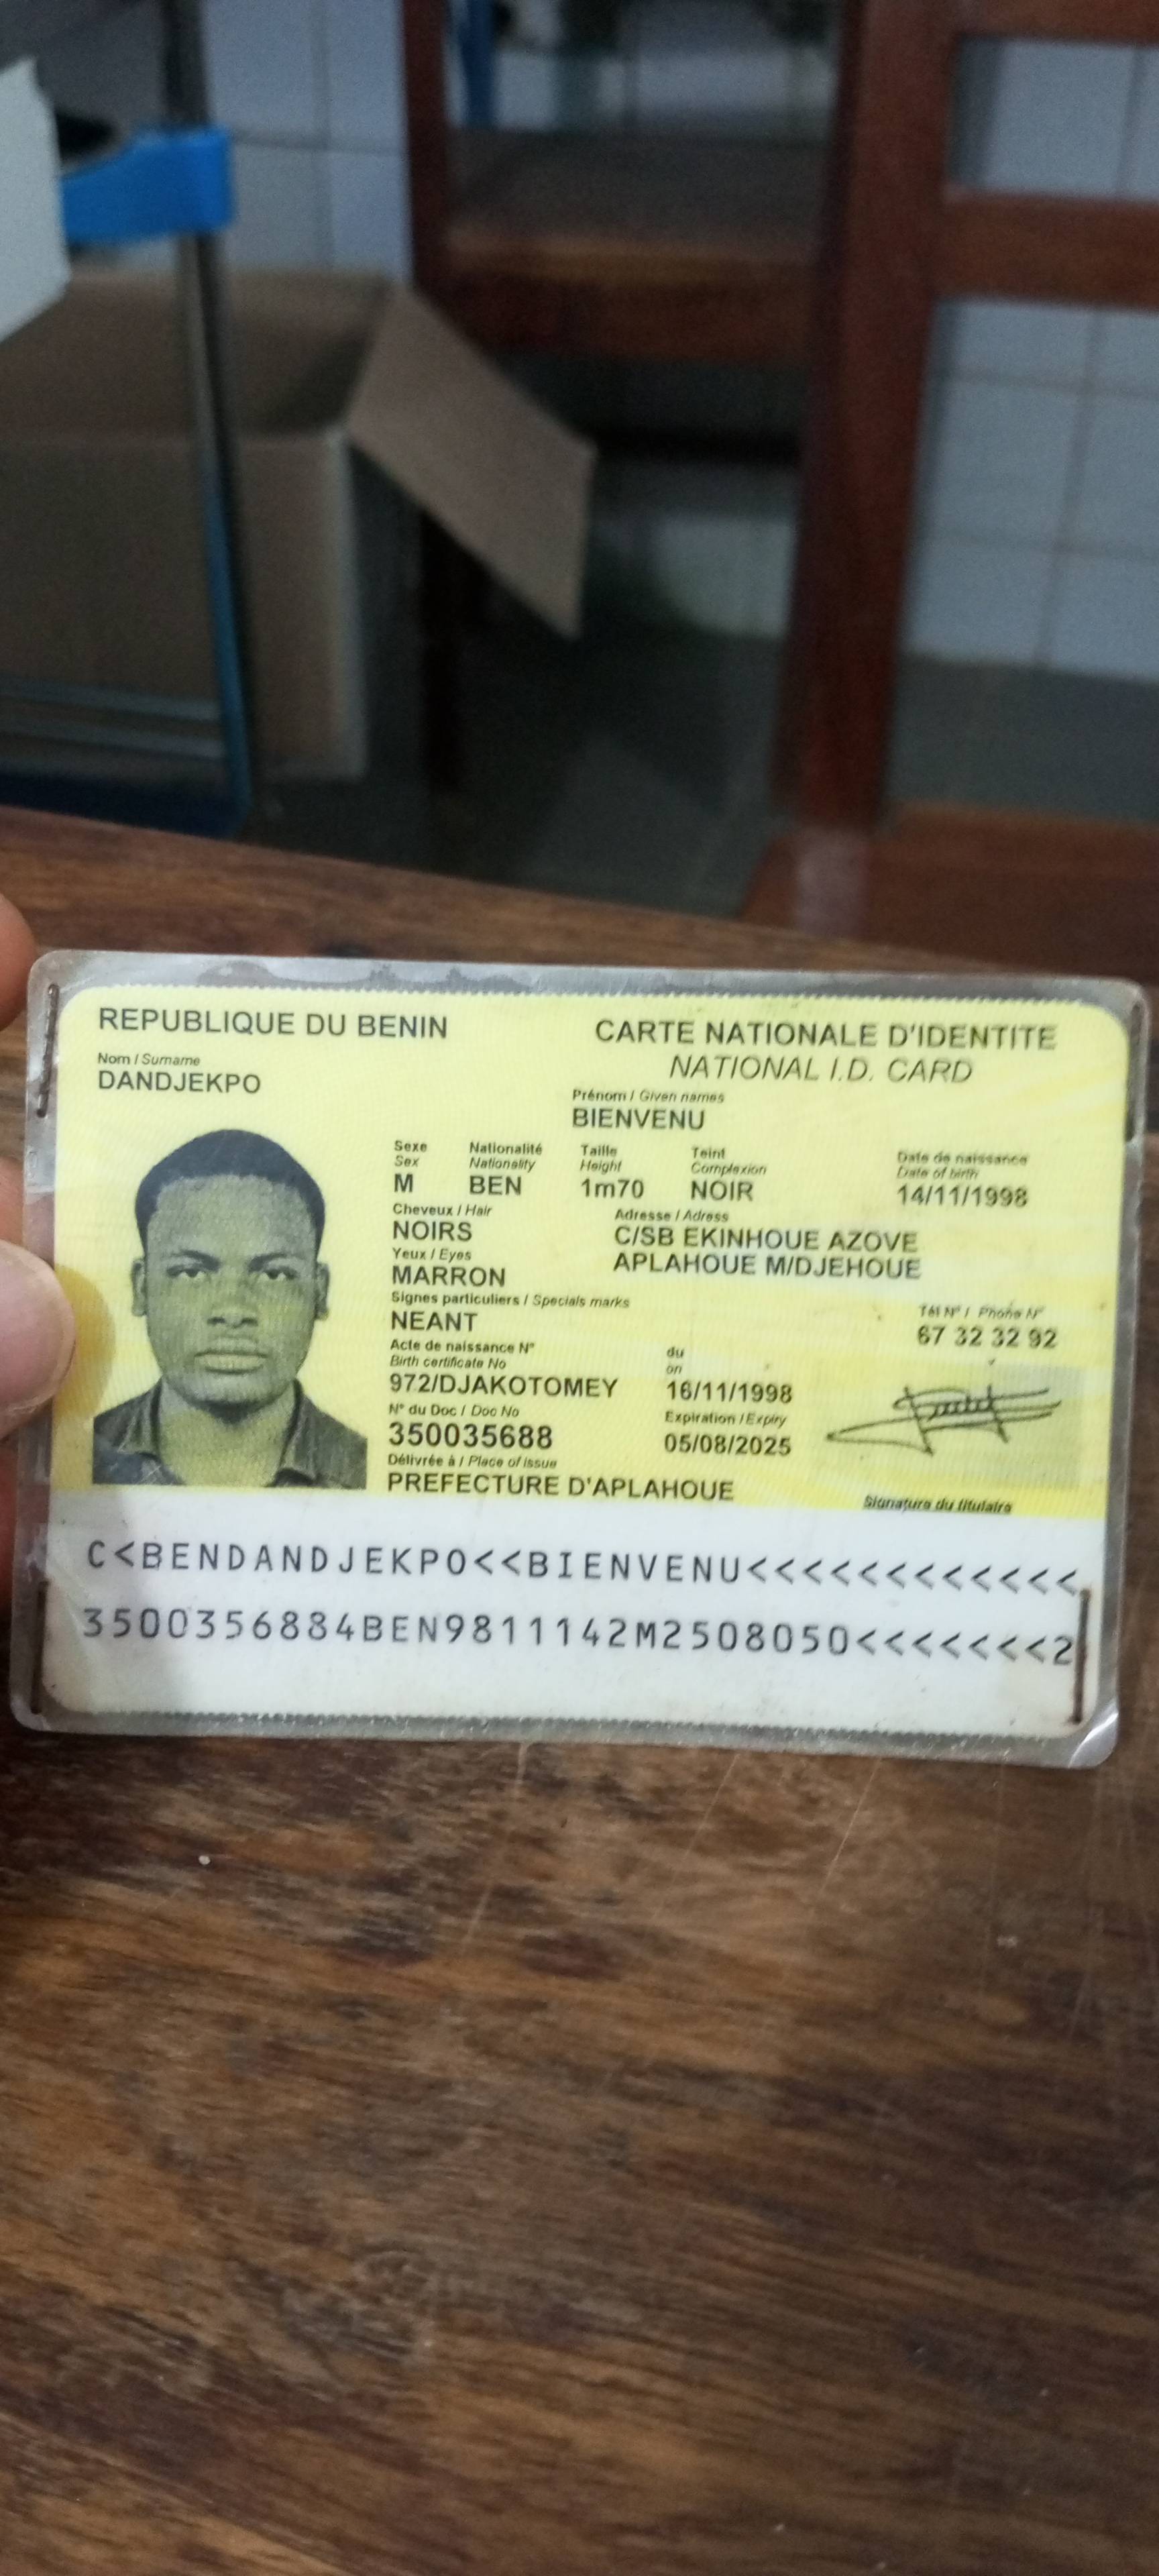 REPUBLIQUE DU BENIN
CARTE NATIONALE D'IDENTITE
NATIONAL I.D. CARD
Nom / Surname
DANDJEKPO
Prénom / Given names
BIENVENU
Sexe Nationalité Taille Teint Date de naissance
Sex Nationality Height Complexion Date of birth
M BEN 1m70 NOIR 14/11/1998
Cheveux / Hair Adresse / Adress
NOIRS C/SB EKINHOUE AZOVE
Yeux / Eyes
MARRON APLAHOUE M/DJEHOUE
Signes particuliers / Specials marks Tél N° / Phone N°
NEANT 67 32 32 92
Acte de naissance N° du
Birth certificate No on
972/DJAKOTOMEY 16/11/1998
N° du Doc / Doc No Expiration / Expiry
350035688 05/08/2025
Délivrée à / Place of issue
PREFECTURE D'APLAHOUE
Signature du titulaire
C<BENDANDJEKPO<<BIENVENU<<<<<<<<<<<<
3500356884BEN9811142M2508050<<<<<<<2